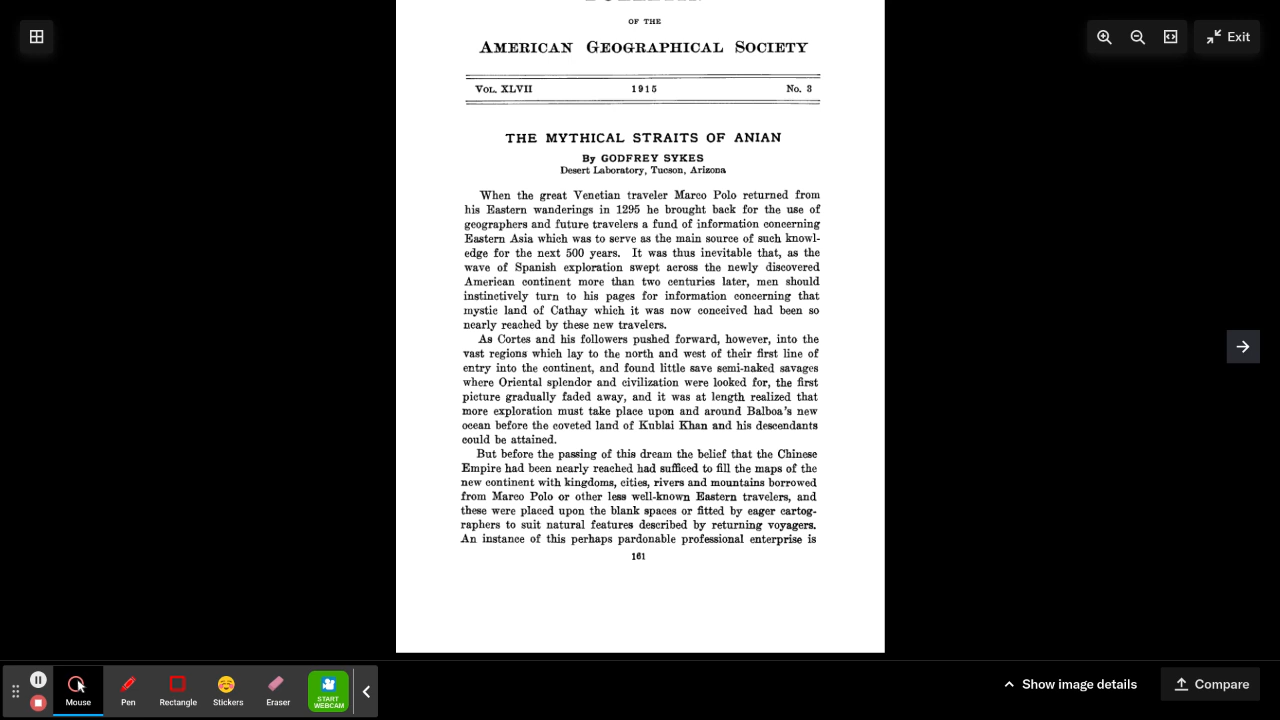 OF THE
AMERICAN GEOGRAPHICAL SOCIETY
Exit
VOL. XLVII 1915 No. 3
THE MYTHICAL STRAITS OF ANIAN
By GODFREY SYKES
Desert Laboratory, Tucson, Arizona
When the great Venetian traveler Marco Polo returned from
his Eastern wanderings in 1295 he brought back for the use of
geographers and future travelers a fund of information concerning
Eastern Asia which was to serve as the main source of such knowl-
edge for the next 500 years. It was thus inevitable that, as the
wave of Spanish exploration swept across the newly discovered
American continent more than two centuries later, men should
instinctively turn to his pages for information concerning that
mystic land of Cathay which it was now conceived had been so
nearly reached by these new travelers.
As Cortes and his followers pushed forward, however, into the
vast regions which lay to the north and west of their first line of
entry into the continent, and found little save semi-naked savages
where Oriental splendor and civilization were looked for, the first
picture gradually faded away, and it was at length realized that
more exploration must take place upon and around Balboa's new
ocean before the coveted land of Kublai Khan and his descendants
could be attained.
But before the passing of this dream the belief that the Chinese
Empire had been nearly reached had sufficed to fill the maps of the
new continent with kingdoms, cities, rivers and mountains borrowed
from Marco Polo or other less well-known Eastern travelers, and
these were placed upon the blank spaces or fitted by eager cartog-
raphers to suit natural features described by returning voyagers.
An instance of this perhaps pardonable professional enterprise is
161
Mouse
Pen
Rectangle
Stickers
Eraser
START
WEBCAM
Show image details
Compare